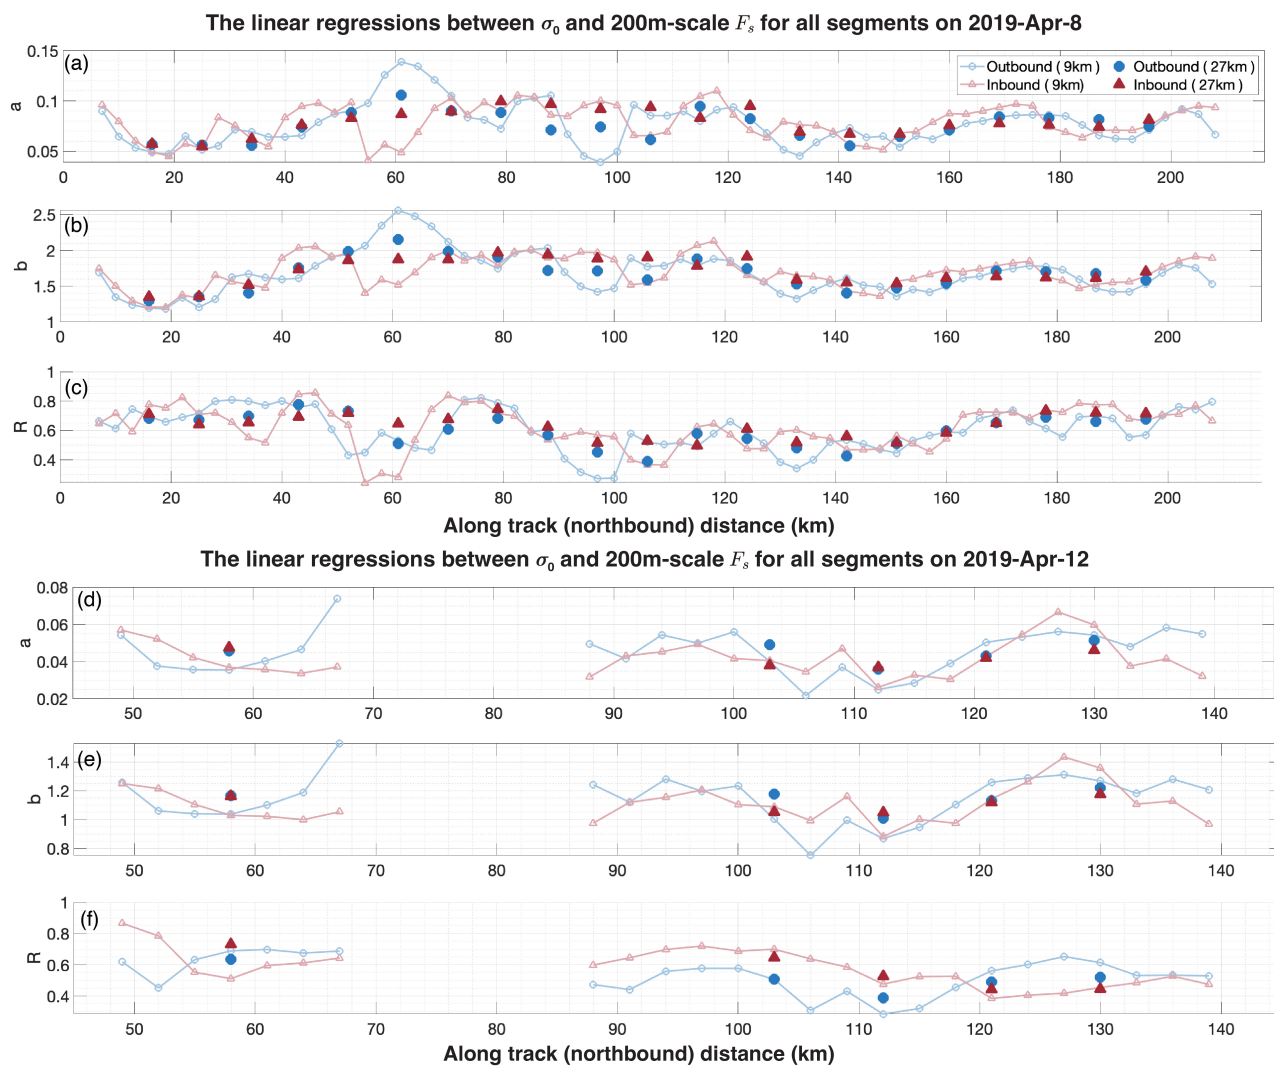 The linear regressions between σ₀ and 200m-scale Fₛ for all segments on 2019-Apr-8
(a)
0.15
0.1
0.05
a
Outbound ( 9km )
Outbound ( 27km )
Inbound ( 9km)
Inbound ( 27km )
0 20 40 60 80 100 120 140 160 180 200
(b)
2.5
2
1.5
1
b
0 20 40 60 80 100 120 140 160 180 200
(c)
1
0.8
0.6
0.4
R
0 20 40 60 80 100 120 140 160 180 200
Along track (northbound) distance (km)
The linear regressions between σ₀ and 200m-scale Fₛ for all segments on 2019-Apr-12
(d)
0.08
0.06
0.04
0.02
a
50 60 70 80 90 100 110 120 130 140
(e)
1.4
1.2
1
0.8
b
50 60 70 80 90 100 110 120 130 140
(f)
1
0.8
0.6
0.4
R
50 60 70 80 90 100 110 120 130 140
Along track (northbound) distance (km)